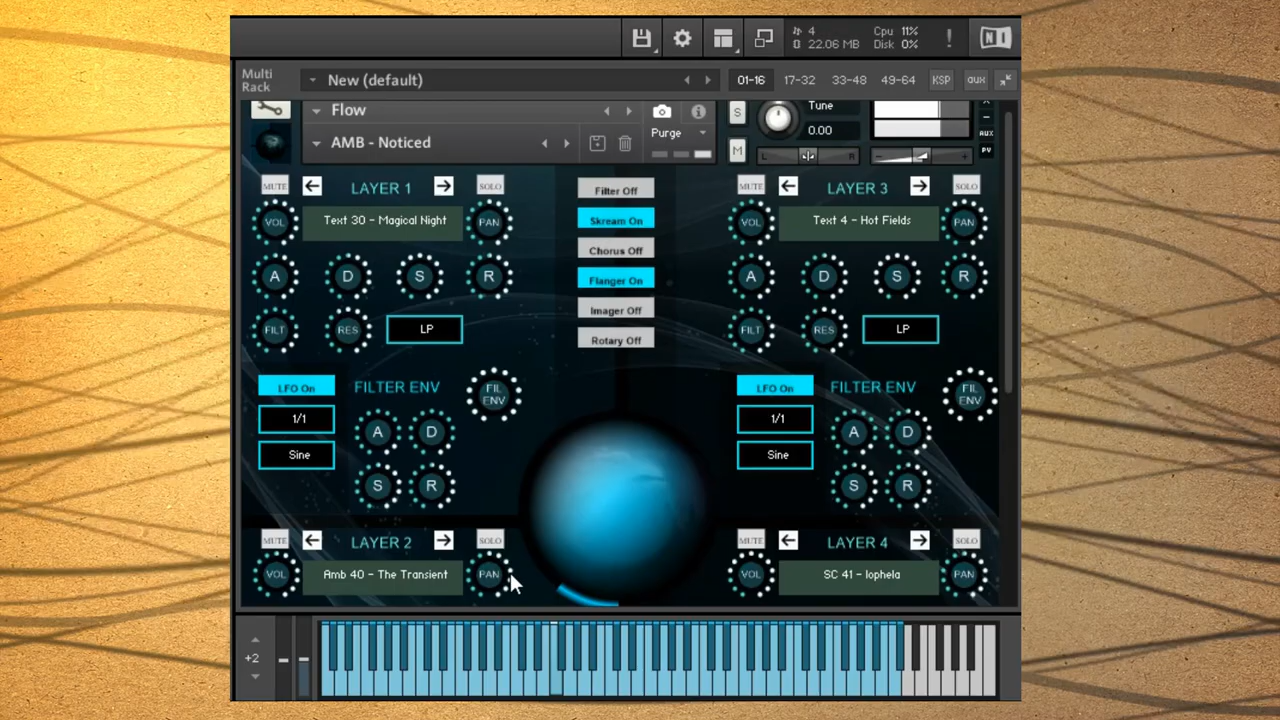 4
22.06 MB
Cpu 11%
Disk 0%
!
NI
Multi
Rack
New (default)
01-16
17-32
33-48
49-64
KSP
aux
Flow
S
Tune
AUX
AMB - Noticed
Purge
M
0.00
L
R
PV
MUTE
LAYER 1
SOLO
Filter Off
MUTE
LAYER 3
SOLO
VOL
Text 30 - Magical Night
PAN
Skream On
VOL
Text 4 - Hot Fields
PAN
Chorus Off
A
D
S
R
Flanger On
A
D
S
R
Imager Off
FILT
RES
LP
Rotary Off
FILT
RES
LP
LFO On
FILTER ENV
FIL
ENV
LFO On
FILTER ENV
FIL
ENV
1/1
A
D
1/1
A
D
Sine
S
R
Sine
S
R
MUTE
LAYER 2
SOLO
MUTE
LAYER 4
SOLO
VOL
Amb 40 - The Transient
PAN
VOL
SC 41 - Iophela
PAN
+2